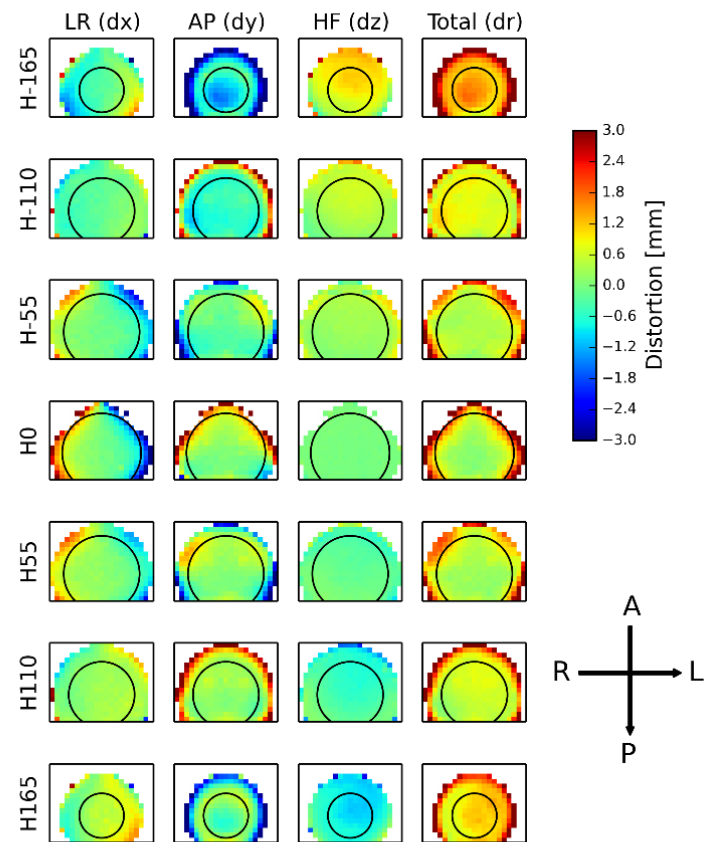 LR (dx) AP (dy) HF (dz) Total (dr)
H-165
H-110
H-55
H0
H55
H110
H165
3.0
2.4
1.8
1.2
0.6
0.0
−0.6
−1.2
−1.8
−2.4
−3.0
Distortion [mm]
A
R L
P